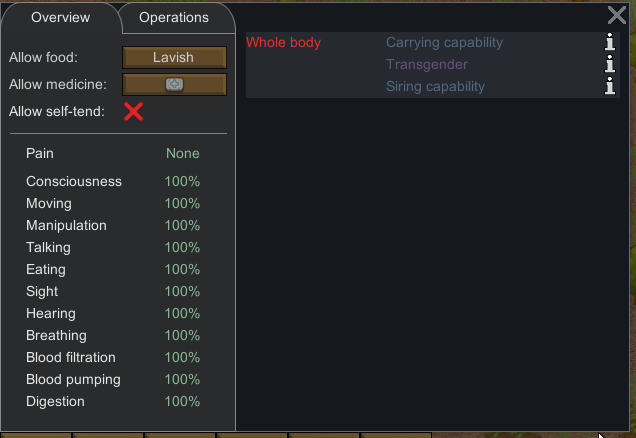 Overview Operations
Allow food: Lavish
Allow medicine:
Allow self-tend:
Pain None
Consciousness 100%
Moving 100%
Manipulation 100%
Talking 100%
Eating 100%
Sight 100%
Hearing 100%
Breathing 100%
Blood filtration 100%
Blood pumping 100%
Digestion 100%
Whole body Carrying capability
Transgender
Siring capability